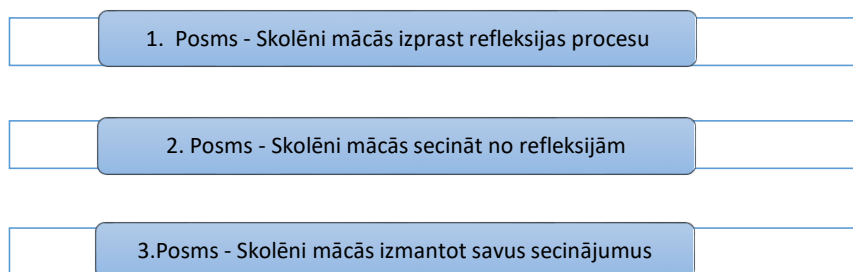 1. Posms - Skolēni mācās izprast refleksijas procesu
2. Posms - Skolēni mācās secināt no refleksijām
3.Posms - Skolēni mācās izmantot savus secinājumus